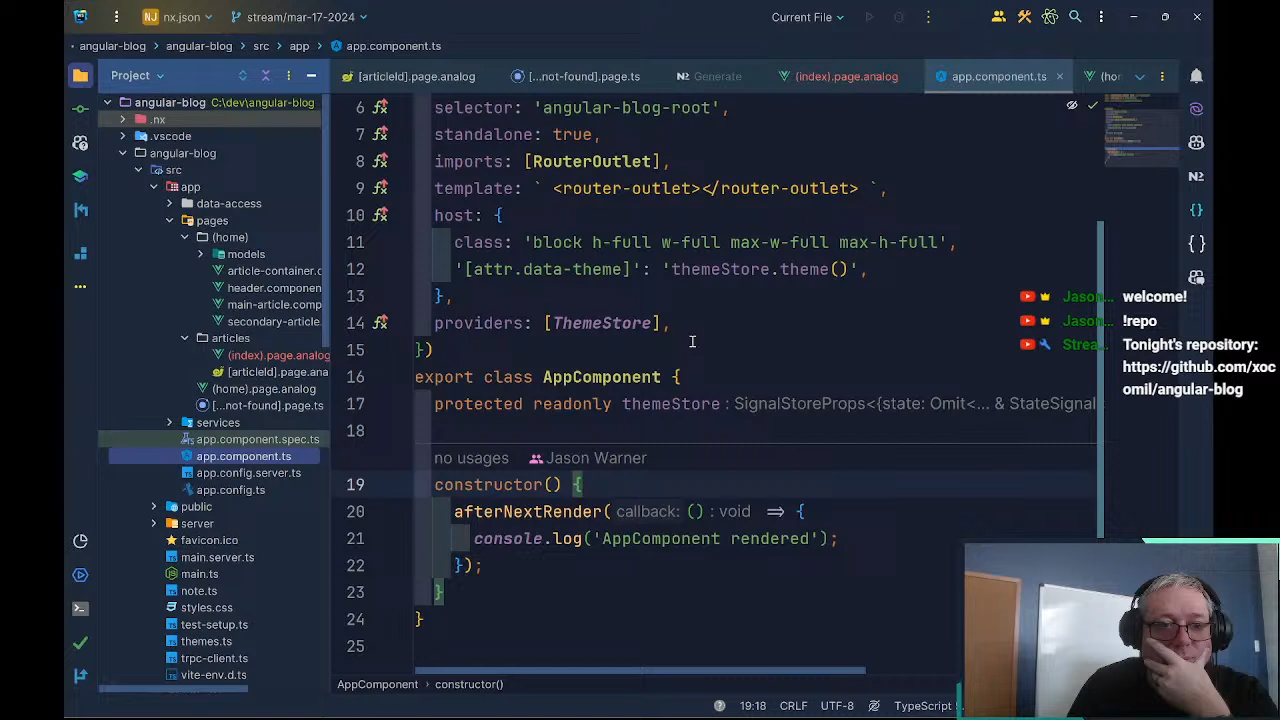 NJ nx.json stream/mar-17-2024 Current File
angular-blog angular-blog src app app.component.ts
Project
[articleId].page.analog [...not-found].page.ts N2 Generate (index).page.analog app.component.ts (hor
angular-blog C:\dev\angular-blog
.nx
.vscode
angular-blog
src
app
data-access
pages
(home)
models
article-container.c
header.componen
main-article.comp
secondary-article.
articles
(index).page.analog
[articleId].page.ana
(home).page.analog
[...not-found].page.ts
services
app.component.spec.ts
app.component.ts
app.config.server.ts
app.config.ts
public
server
favicon.ico
main.server.ts
main.ts
note.ts
styles.css
test-setup.ts
themes.ts
trpc-client.ts
vite-env.d.ts
6 selector: 'angular-blog-root',
7 standalone: true,
8 imports: [RouterOutlet],
9 template: ` <router-outlet></router-outlet> `,
10 host: {
11 class: 'block h-full w-full max-w-full max-h-full',
12 '[attr.data-theme]': 'themeStore.theme()',
13 },
14 providers: [ThemeStore],
15 })
16 export class AppComponent {
17 protected readonly themeStore : SignalStoreProps<{state: Omit<... & StateSignal
18
no usages Jason Warner
19 constructor() {
20 afterNextRender( callback: () : void => {
21 console.log('AppComponent rendered');
22 });
23 }
24 }
25
AppComponent constructor()
19:18 CRLF UTF-8 TypeScript
N2
Jason... welcome!
Jason... !repo
Strea... Tonight's repository:
https://github.com/xoc
omil/angular-blog